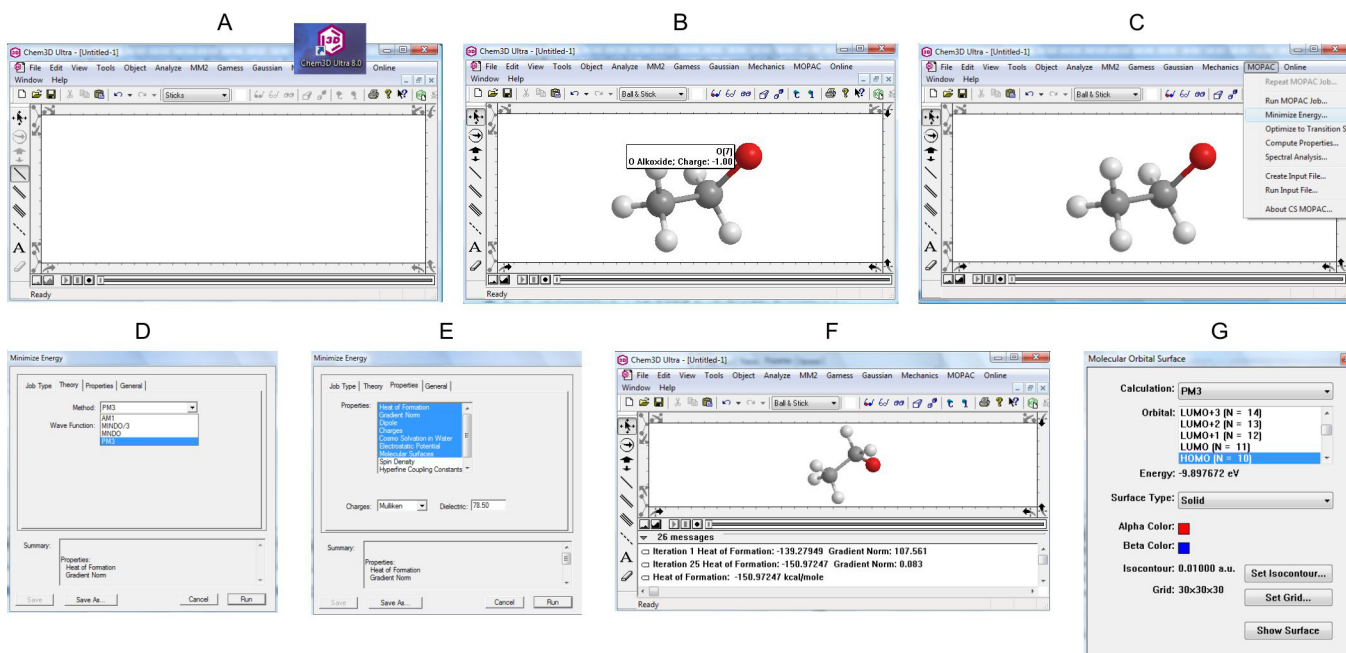 A
Chem3D Ultra - [Untitled-1]
Chem3D Ultra 8.0
File Edit View Tools Object Analyze MM2 Gamess Gaussian Online
Window Help
Sticks
A
Ready
B
Chem3D Ultra - [Untitled-1]
File Edit View Tools Object Analyze MM2 Gamess Gaussian Mechanics MOPAC Online
Window Help
Ball & Stick
O[7]
O Alkoxide; Charge: -1.00
A
Ready
C
Chem3D Ultra - [Untitled-1]
File Edit View Tools Object Analyze MM2 Gamess Gaussian Mechanics MOPAC Online
Window Help
Ball & Stick
Repeat MOPAC Job...
Run MOPAC Job...
Minimize Energy...
Optimize to Transition S
Compute Properties...
Spectral Analysis...
Create Input File...
Run Input File...
About CS MOPAC...
A
Ready
D
Minimize Energy
Job Type Theory Properties General
Method: PM3
AM1
Wave Function: MINDO/3
MNDO
PM3
Summary:
Properties:
Heat of Formation
Gradient Norm
Save Save As... Cancel Run
E
Minimize Energy
Job Type Theory Properties General
Properties: Heat of Formation
Gradient Norm
Dipole
Charges
Cosmo Solvation in Water
Electrostatic Potential
Molecular Surfaces
Spin Density
Hyperfine Coupling Constants
Charges: Mulliken Dielectric: 78.50
Summary:
Properties:
Heat of Formation
Gradient Norm
Save Save As... Cancel Run
F
Chem3D Ultra - [Untitled-1]
File Edit View Tools Object Analyze MM2 Gamess Gaussian Mechanics MOPAC Online
Window Help
Ball & Stick
26 messages
Iteration 1 Heat of Formation: -139.27949 Gradient Norm: 107.561
Iteration 25 Heat of Formation: -150.97247 Gradient Norm: 0.083
Heat of Formation: -150.97247 kcal/mole
A
Ready
G
Molecular Orbital Surface
Calculation: PM3
Orbital: LUMO+3 (N = 14)
LUMO+2 (N = 13)
LUMO+1 (N = 12)
LUMO (N = 11)
HOMO (N = 10)
Energy: -9.897672 eV
Surface Type: Solid
Alpha Color:
Beta Color:
Isocontour: 0.01000 a.u. Set Isocontour...
Grid: 30x30x30 Set Grid...
Show Surface